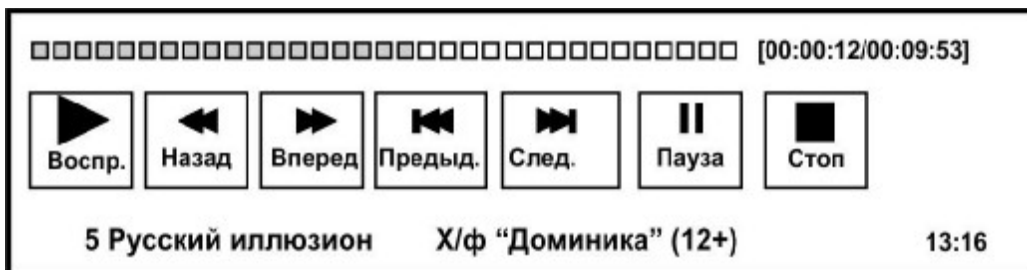 [00:00:12/00:09:53]
Воспр. Назад Вперед Предыд. След. Пауза Стоп
5 Русский иллюзион Х/ф “Доминика” (12+) 13:16